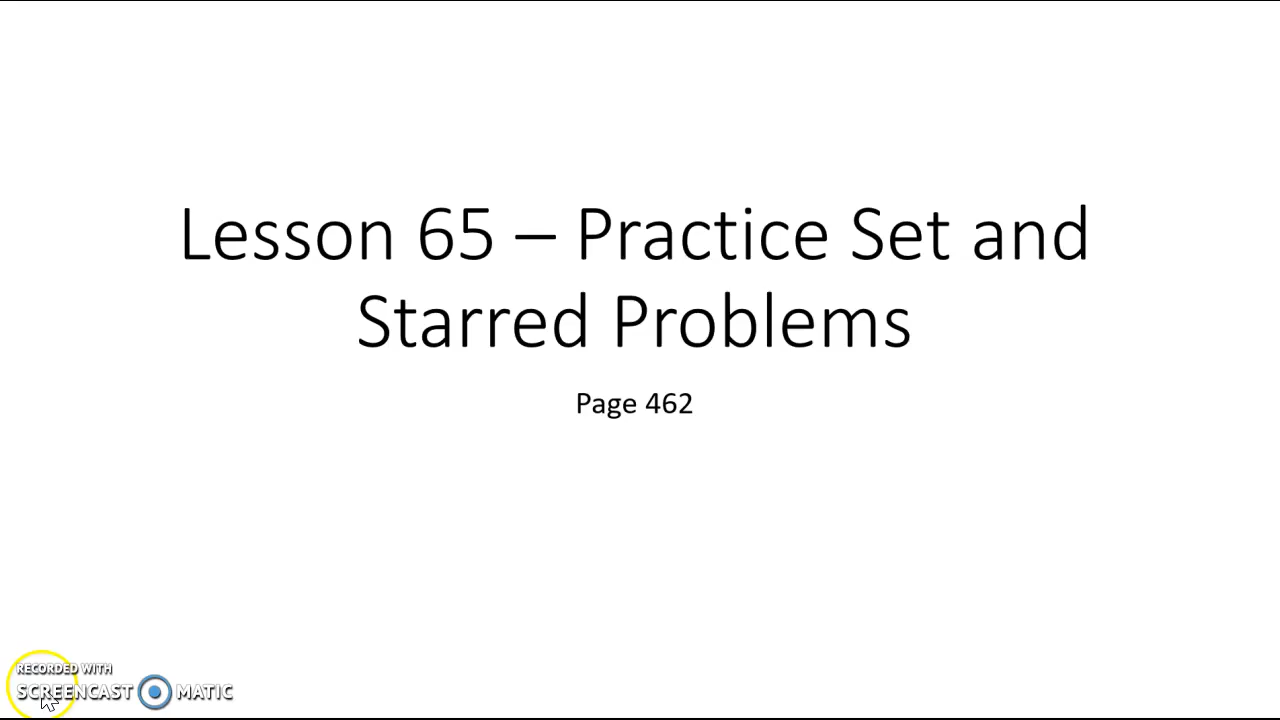 Lesson 65 – Practice Set and
Starred Problems
Page 462
RECORDED WITH
SCREENCAST MATIC